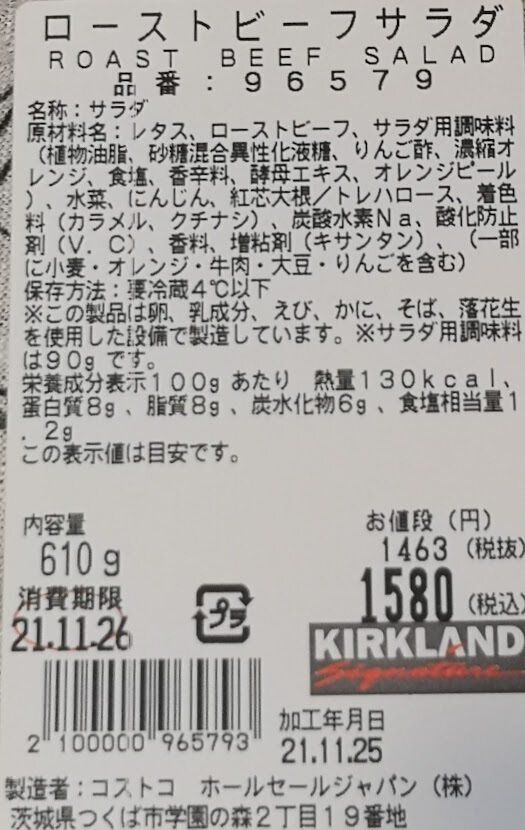 ローストビーフサラダ
ROAST BEEF SALAD
品番：96579
名称：サラダ
原材料名：レタス、ローストビーフ、サラダ用調味料
（植物油脂、砂糖混合異性化液糖、りんご酢、濃縮オ
レンジ、食塩、香辛料、酵母エキス、オレンジピール
）、水菜、にんじん、紅芯大根／トレハロース、着色
料（カラメル、クチナシ）、炭酸水素Ｎａ、酸化防止
剤（Ｖ．Ｃ）、香料、増粘剤（キサンタン）、（一部
に小麦・オレンジ・牛肉・大豆・りんごを含む）
保存方法：要冷蔵4℃以下
※この製品は卵、乳成分、えび、かに、そば、落花生
を使用した設備で製造しています。※サラダ用調味料
は90g です。
栄養成分表示100g あたり　熱量130kcal、
蛋白質8g 、脂質8g 、炭水化物6g 、食塩相当量1
．2g
この表示値は目安です。
内容量
610 g
お値段（円）
1463（税抜）
1580（税込）
消費期限
21.11.26
プラ
KIRKLAND
Signature
2 100000 965793
加工年月日
21.11.25
製造者：コストコ　ホールセールジャパン（株）
茨城県つくば市学園の森2丁目19番地